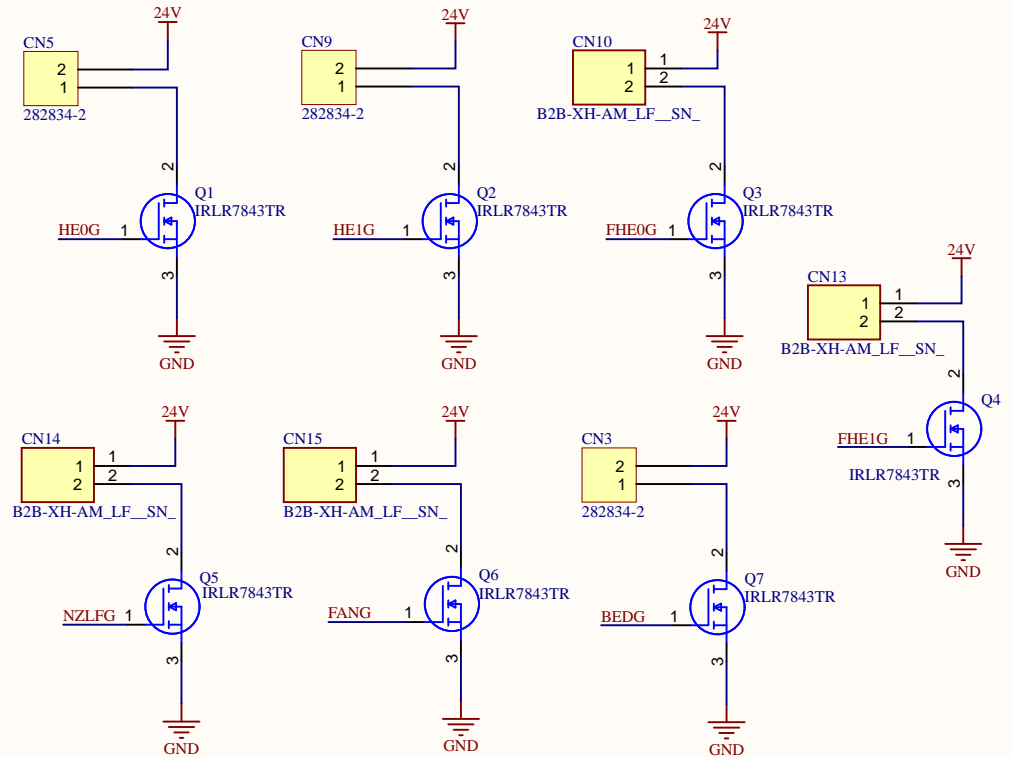 24V
CN5
2
1
282834-2
2
Q1
IRLR7843TR
HE0G 1
3
GND
24V
CN9
2
1
282834-2
2
Q2
IRLR7843TR
HE1G 1
3
GND
24V
CN10
1 1
2 2
B2B-XH-AM_LF__SN_
2
Q3
IRLR7843TR
FHE0G 1
3
GND
24V
CN13
1 1
2 2
B2B-XH-AM_LF__SN_
2
Q4
FHE1G 1
IRLR7843TR
3
GND
24V
CN14
1 1
2 2
B2B-XH-AM_LF__SN_
2
Q5
IRLR7843TR
NZLFG 1
3
GND
24V
CN15
1 1
2 2
B2B-XH-AM_LF__SN_
2
Q6
IRLR7843TR
FANG 1
3
GND
24V
CN3
2
1
282834-2
2
Q7
IRLR7843TR
BEDG 1
3
GND